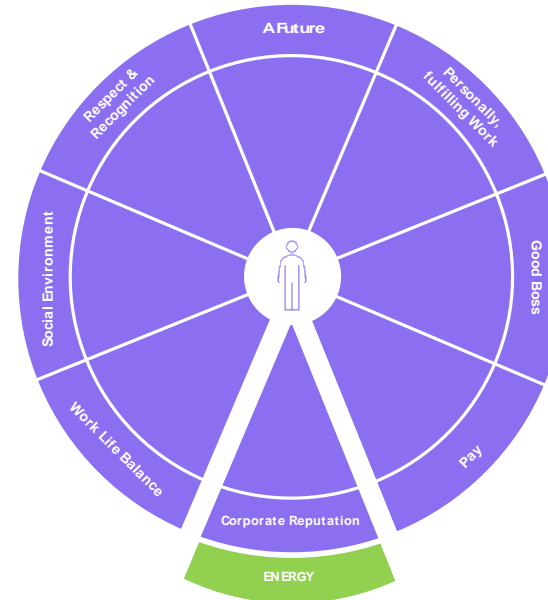 A Future
Personally,
fulfilling Work
Good Boss
Pay
Corporate Reputation
ENERGY
Work Life Balance
Social Environment
Respect &
Recognition